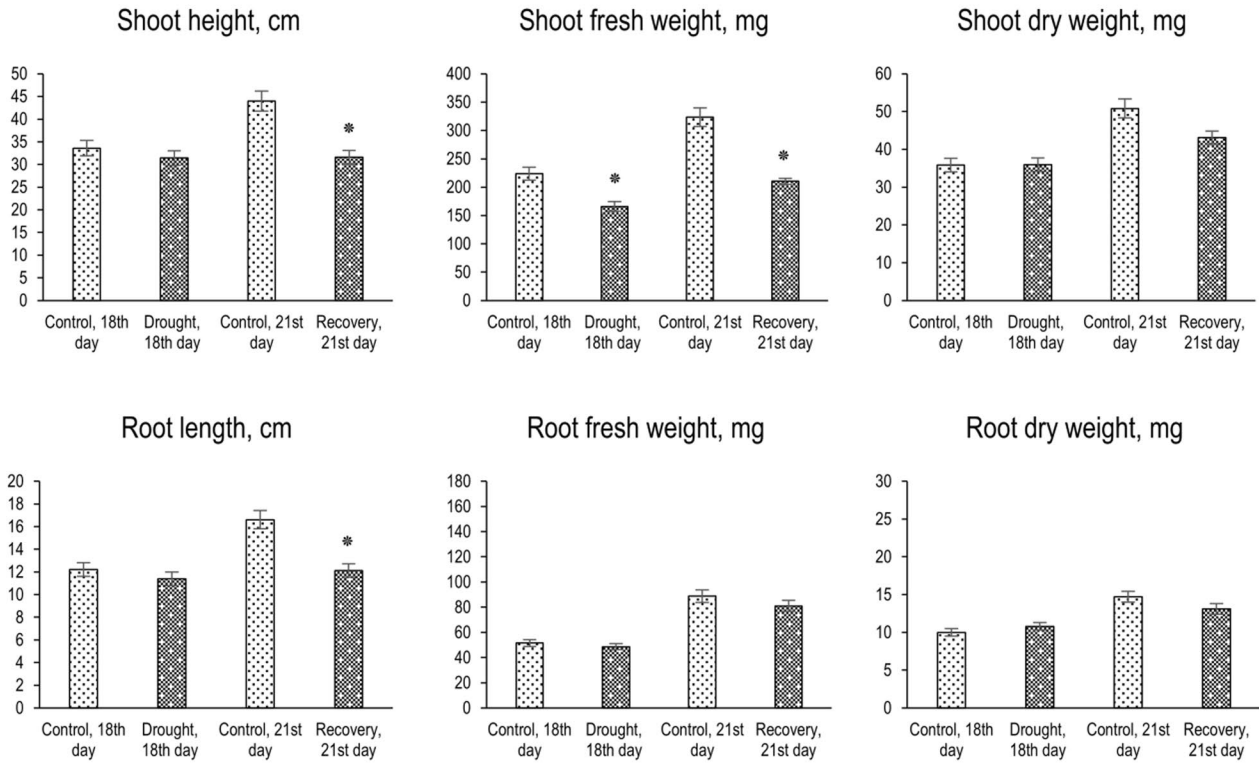 Shoot height, cm
50
45
40
35
30
25
20
15
10
5
0
Control, 18th
day
Drought,
18th day
Control, 21st
day
Recovery,
21st day
Shoot fresh weight, mg
400
350
300
250
200
150
100
50
0
Control, 18th
day
Drought,
18th day
Control, 21st
day
Recovery,
21st day
Shoot dry weight, mg
60
50
40
30
20
10
0
Control, 18th
day
Drought,
18th day
Control, 21st
day
Recovery,
21st day
Root length, cm
20
18
16
14
12
10
8
6
4
2
0
Control, 18th
day
Drought,
18th day
Control, 21st
day
Recovery,
21st day
Root fresh weight, mg
180
160
140
120
100
80
60
40
20
0
Control, 18th
day
Drought,
18th day
Control, 21st
day
Recovery,
21st day
Root dry weight, mg
30
25
20
15
10
5
0
Control, 18th
day
Drought,
18th day
Control, 21st
day
Recovery,
21st day